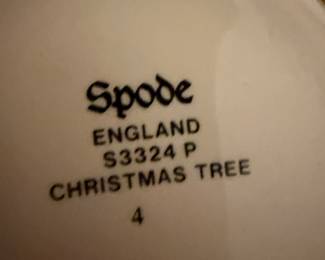 Spode
ENGLAND
S3324 P
CHRISTMAS TREE
4